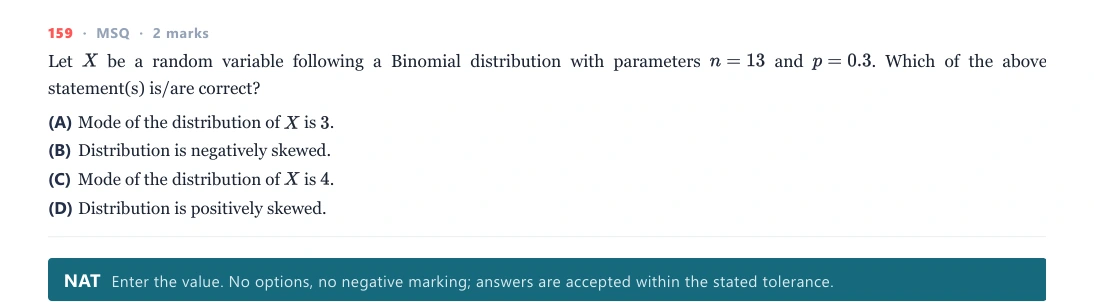 159 · MSQ · 2 marks
Let X be a random variable following a Binomial distribution with parameters n = 13 and p = 0.3. Which of the above
statement(s) is/are correct?
(A) Mode of the distribution of X is 3.
(B) Distribution is negatively skewed.
(C) Mode of the distribution of X is 4.
(D) Distribution is positively skewed.
NAT Enter the value. No options, no negative marking; answers are accepted within the stated tolerance.